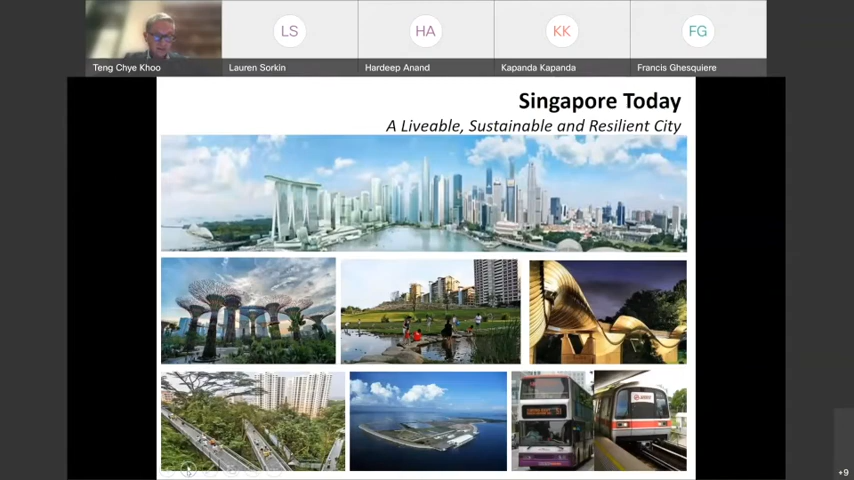 LS
HA
KK
FG
Teng Chye Khoo
Lauren Sorkin
Hardeep Anand
Kapanda Kapanda
Francis Ghesquiere
Singapore Today
A Liveable, Sustainable and Resilient City
+9